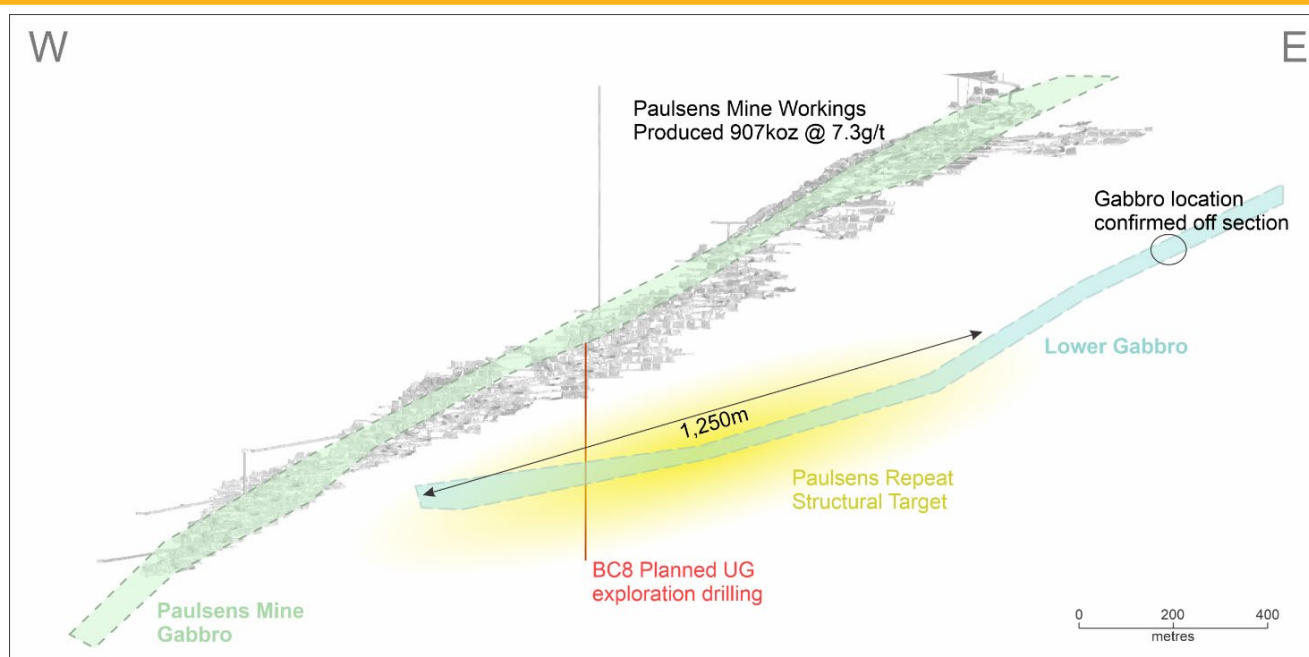 W
E
Paulsens Mine Workings
Produced 907koz @ 7.3g/t
Gabbro location
confirmed off section
Lower Gabbro
1,250m
Paulsens Repeat
Structural Target
BC8 Planned UG
exploration drilling
Paulsens Mine
Gabbro
0 200 400
metres